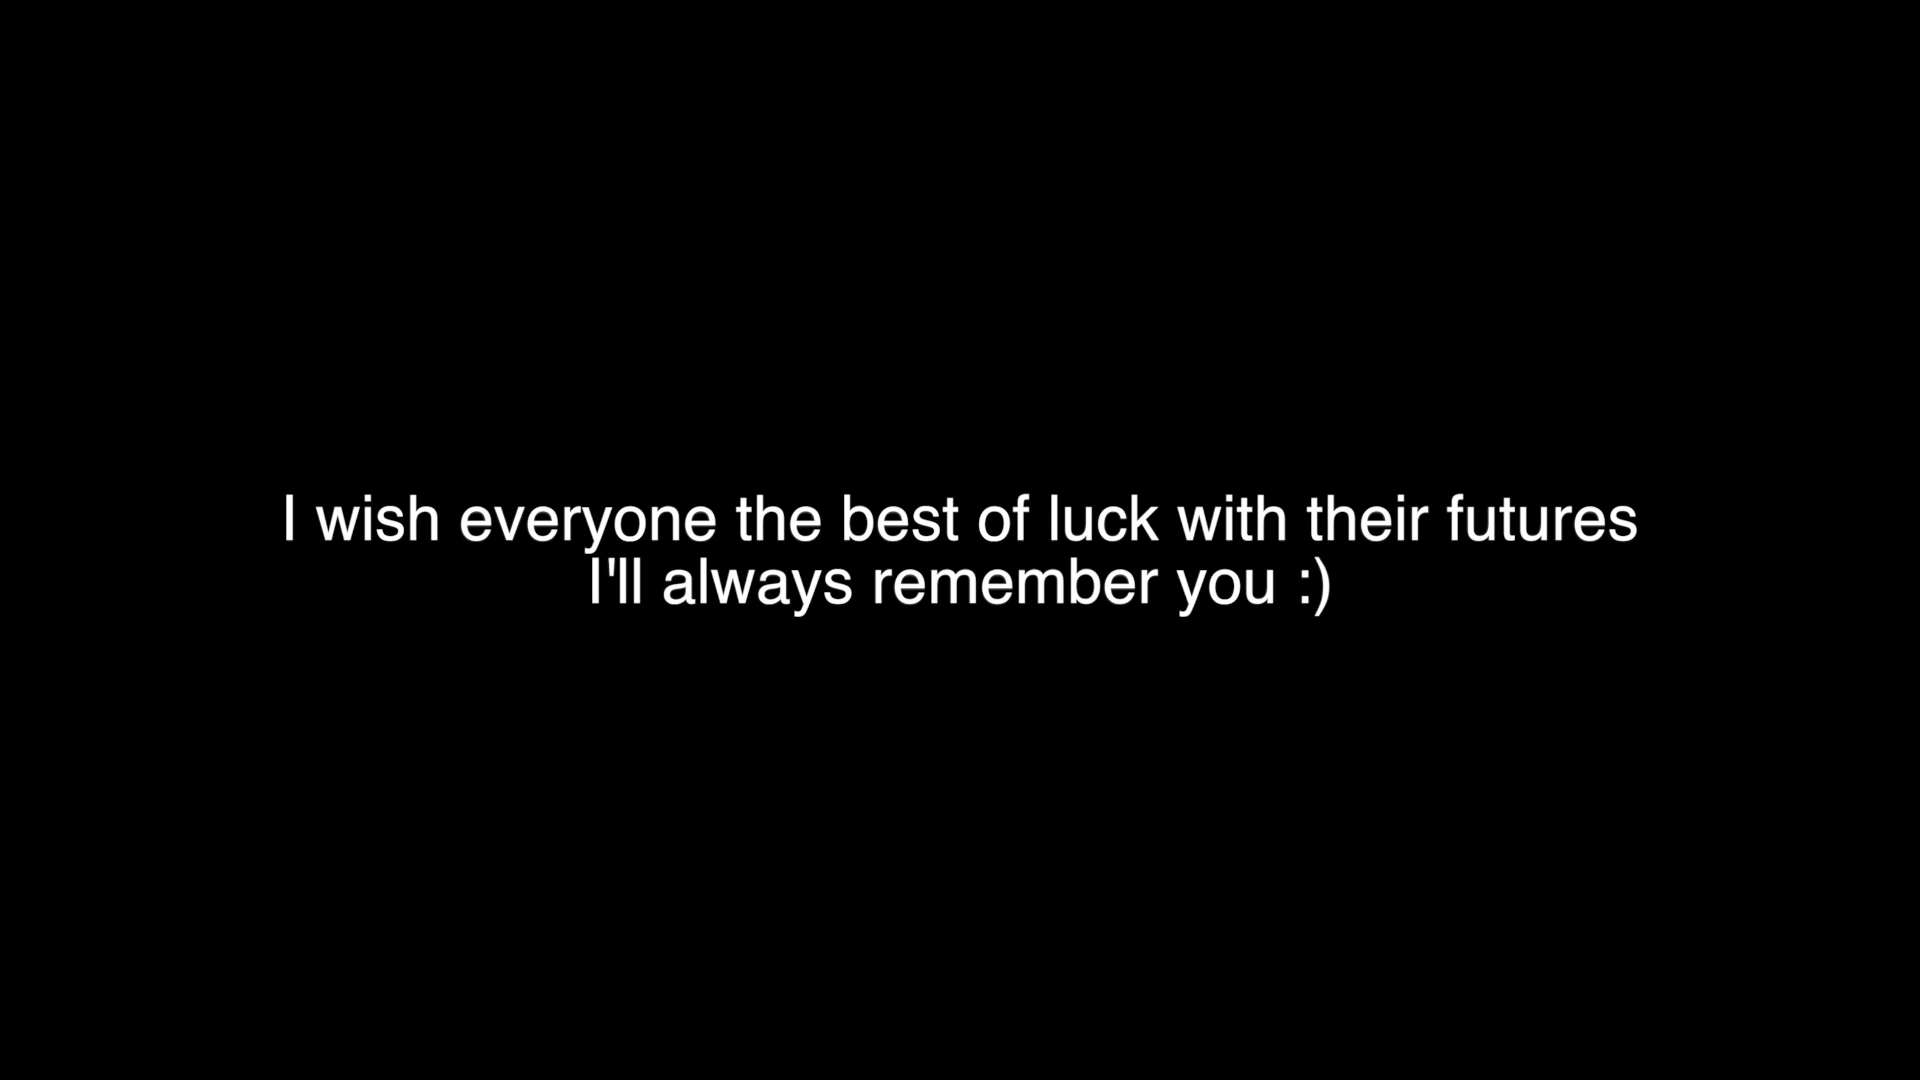 I wish everyone the best of luck with their futures
I'll always remember you :)